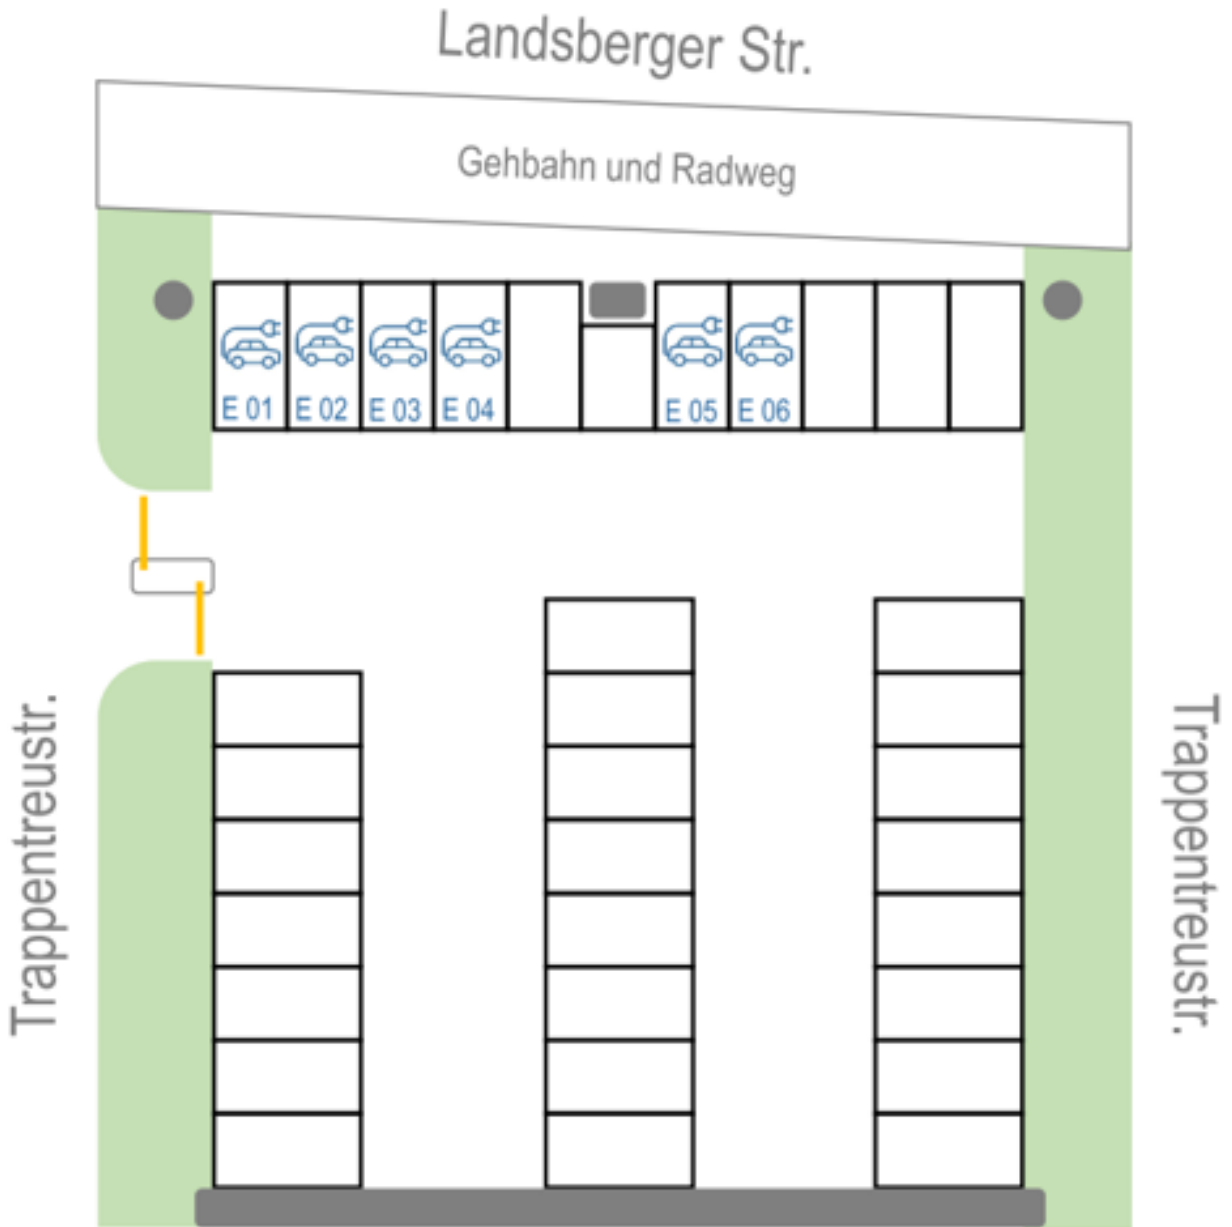 Landsberger Str.
Gehbahn und Radweg
E 01
E 02
E 03
E 04
E 05
E 06
Trappentreustr.
Trappentreustr.